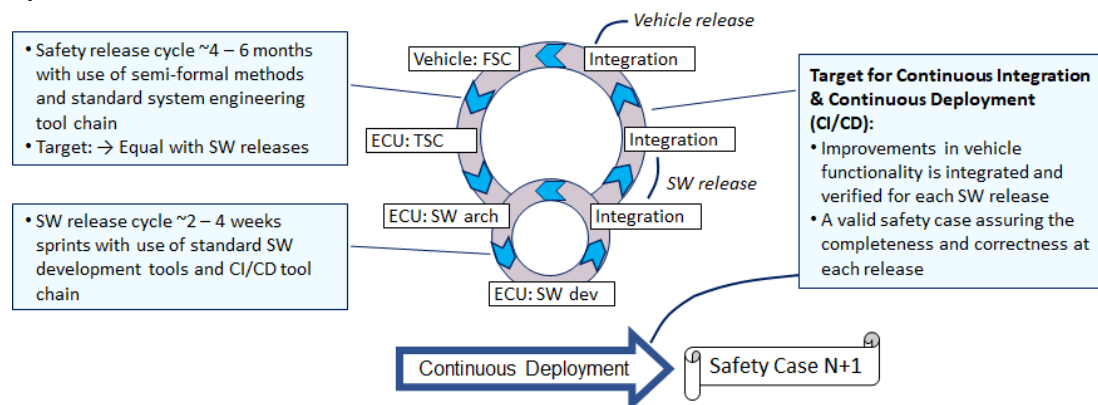 Vehicle release
• Safety release cycle ~4 – 6 months
with use of semi-formal methods
and standard system engineering
tool chain
• Target: → Equal with SW releases
Vehicle: FSC
Integration
ECU: TSC
Integration
SW release
ECU: SW arch
Integration
ECU: SW dev
• SW release cycle ~2 – 4 weeks
sprints with use of standard SW
development tools and CI/CD tool
chain
Target for Continuous Integration
& Continuous Deployment
(CI/CD):
• Improvements in vehicle
functionality is integrated and
verified for each SW release
• A valid safety case assuring the
completeness and correctness at
each release
Continuous Deployment
Safety Case N+1